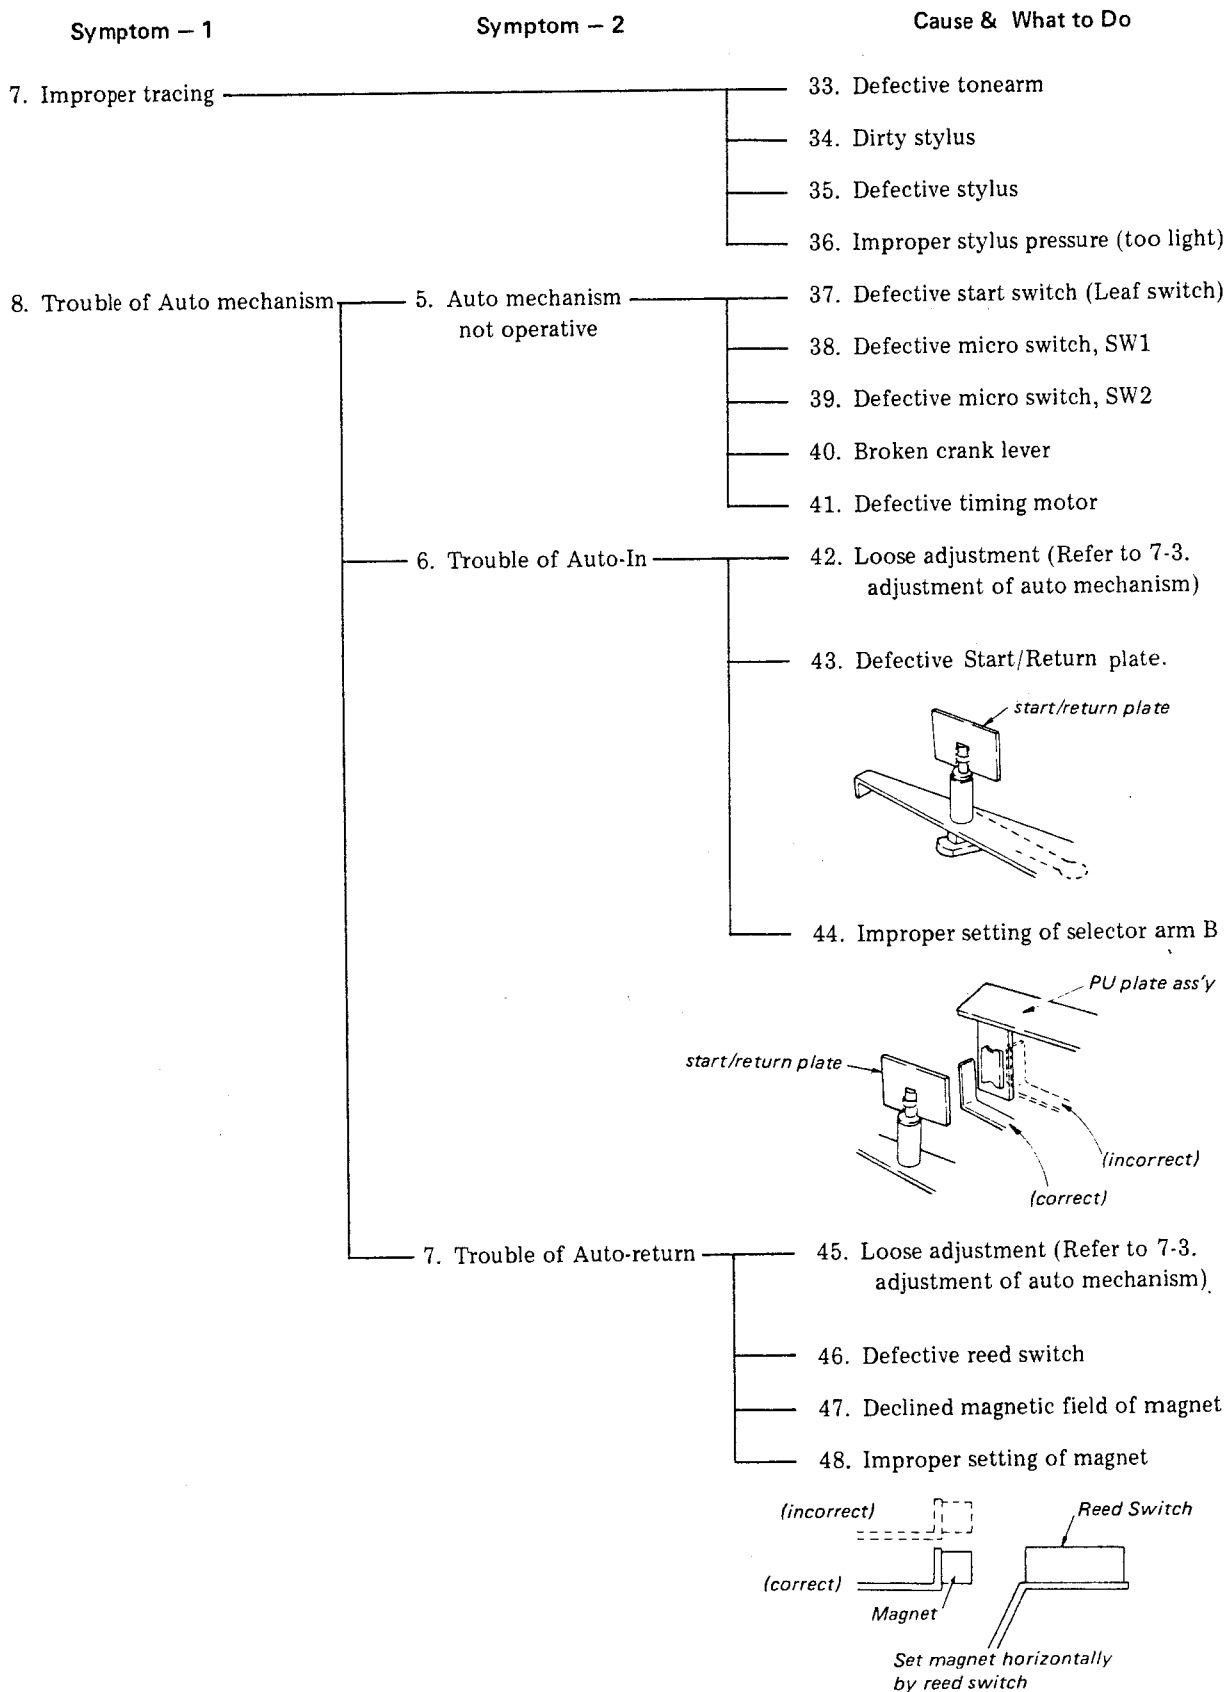 Symptom – 1
Symptom – 2
Cause & What to Do
7. Improper tracing
33. Defective tonearm
34. Dirty stylus
35. Defective stylus
36. Improper stylus pressure (too light)
8. Trouble of Auto mechanism
5. Auto mechanism
not operative
37. Defective start switch (Leaf switch)
38. Defective micro switch, SW1
39. Defective micro switch, SW2
40. Broken crank lever
41. Defective timing motor
6. Trouble of Auto-In
42. Loose adjustment (Refer to 7-3.
adjustment of auto mechanism)
43. Defective Start/Return plate.
start/return plate
44. Improper setting of selector arm B
PU plate ass'y
start/return plate
(incorrect)
(correct)
7. Trouble of Auto-return
45. Loose adjustment (Refer to 7-3.
adjustment of auto mechanism)
46. Defective reed switch
47. Declined magnetic field of magnet
48. Improper setting of magnet
(incorrect)
Reed Switch
(correct)
Magnet
Set magnet horizontally
by reed switch